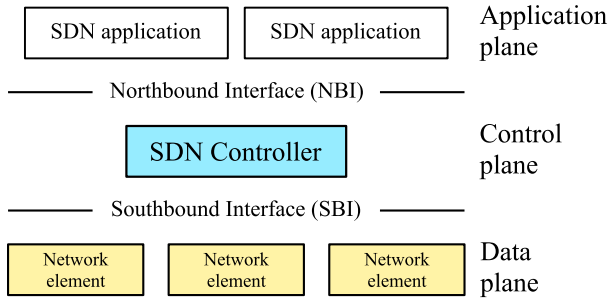 SDN application
SDN application
Application
plane
Northbound Interface (NBI)
SDN Controller
Control
plane
Southbound Interface (SBI)
Network
element
Network
element
Network
element
Data
plane